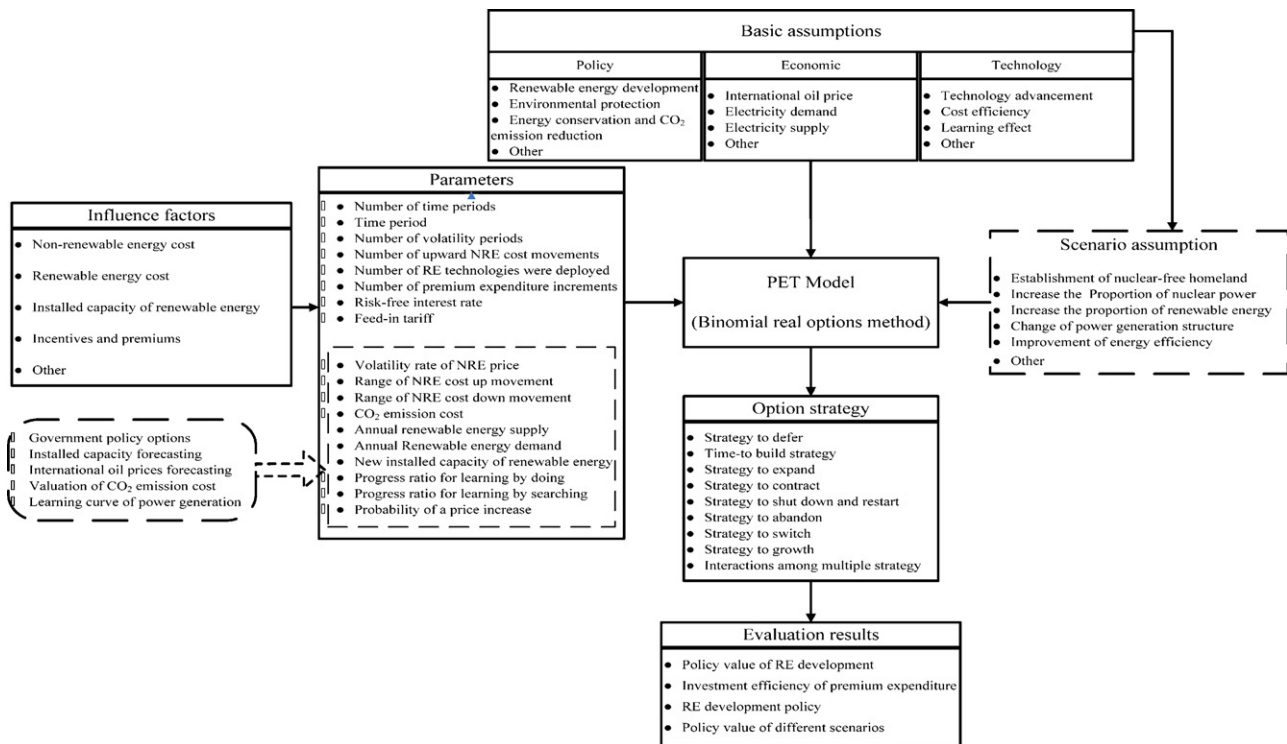 Basic assumptions
Policy
Renewable energy development
Environmental protection
Energy conservation and CO₂
emission reduction
Other
Economic
International oil price
Electricity demand
Electricity supply
Other
Technology
Technology advancement
Cost efficiency
Learning effect
Other
Influence factors
Non-renewable energy cost
Renewable energy cost
Installed capacity of renewable energy
Incentives and premiums
Other
Government policy options
Installed capacity forecasting
International oil prices forecasting
Valuation of CO₂ emission cost
Learning curve of power generation
Parameters
Number of time periods
Time period
Number of volatility periods
Number of upward NRE cost movements
Number of RE technologies were deployed
Number of premium expenditure increments
Risk-free interest rate
Feed-in tariff
Volatility rate of NRE price
Range of NRE cost up movement
Range of NRE cost down movement
CO₂ emission cost
Annual renewable energy supply
Annual Renewable energy demand
New installed capacity of renewable energy
Progress ratio for learning by doing
Progress ratio for learning by searching
Probability of a price increase
PET Model
(Binomial real options method)
Scenario assumption
Establishment of nuclear-free homeland
Increase the Proportion of nuclear power
Increase the proportion of renewable energy
Change of power generation structure
Improvement of energy efficiency
Other
Option strategy
Strategy to defer
Time-to build strategy
Strategy to expand
Strategy to contract
Strategy to shut down and restart
Strategy to abandon
Strategy to switch
Strategy to growth
Interactions among multiple strategy
Evaluation results
Policy value of RE development
Investment efficiency of premium expenditure
RE development policy
Policy value of different scenarios